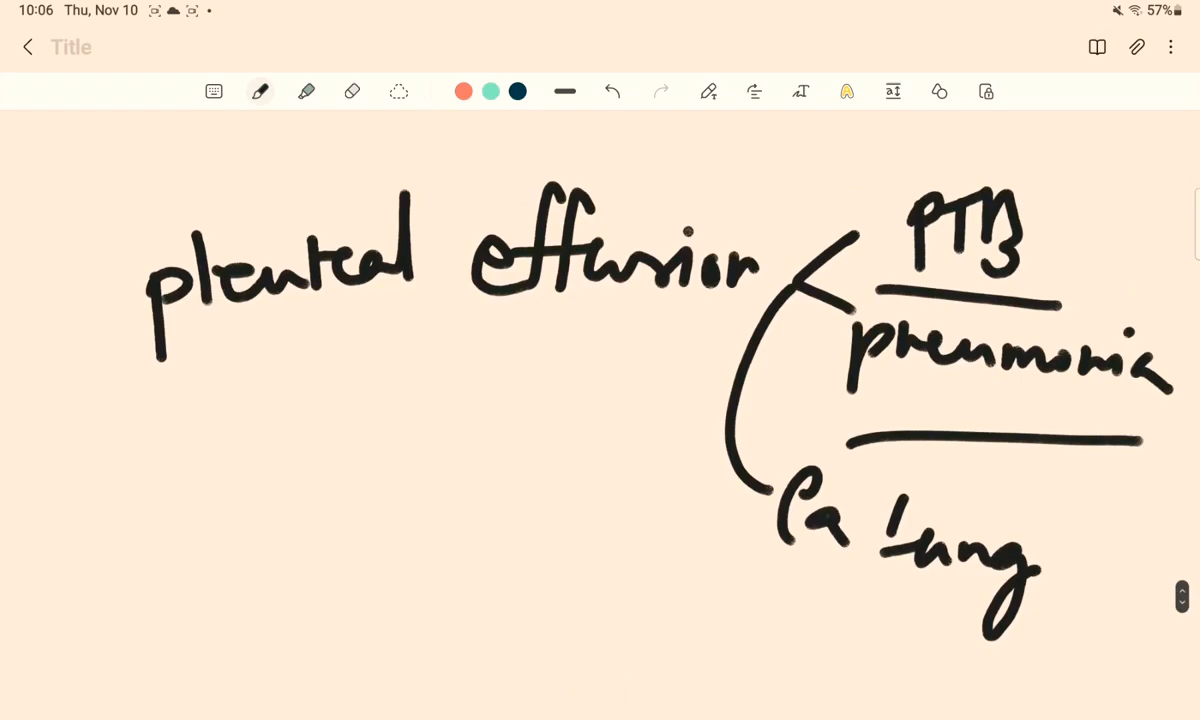 10:06 Thu, Nov 10 57%
Title
pleural effusion
PTB
pneumonia
Ca lung